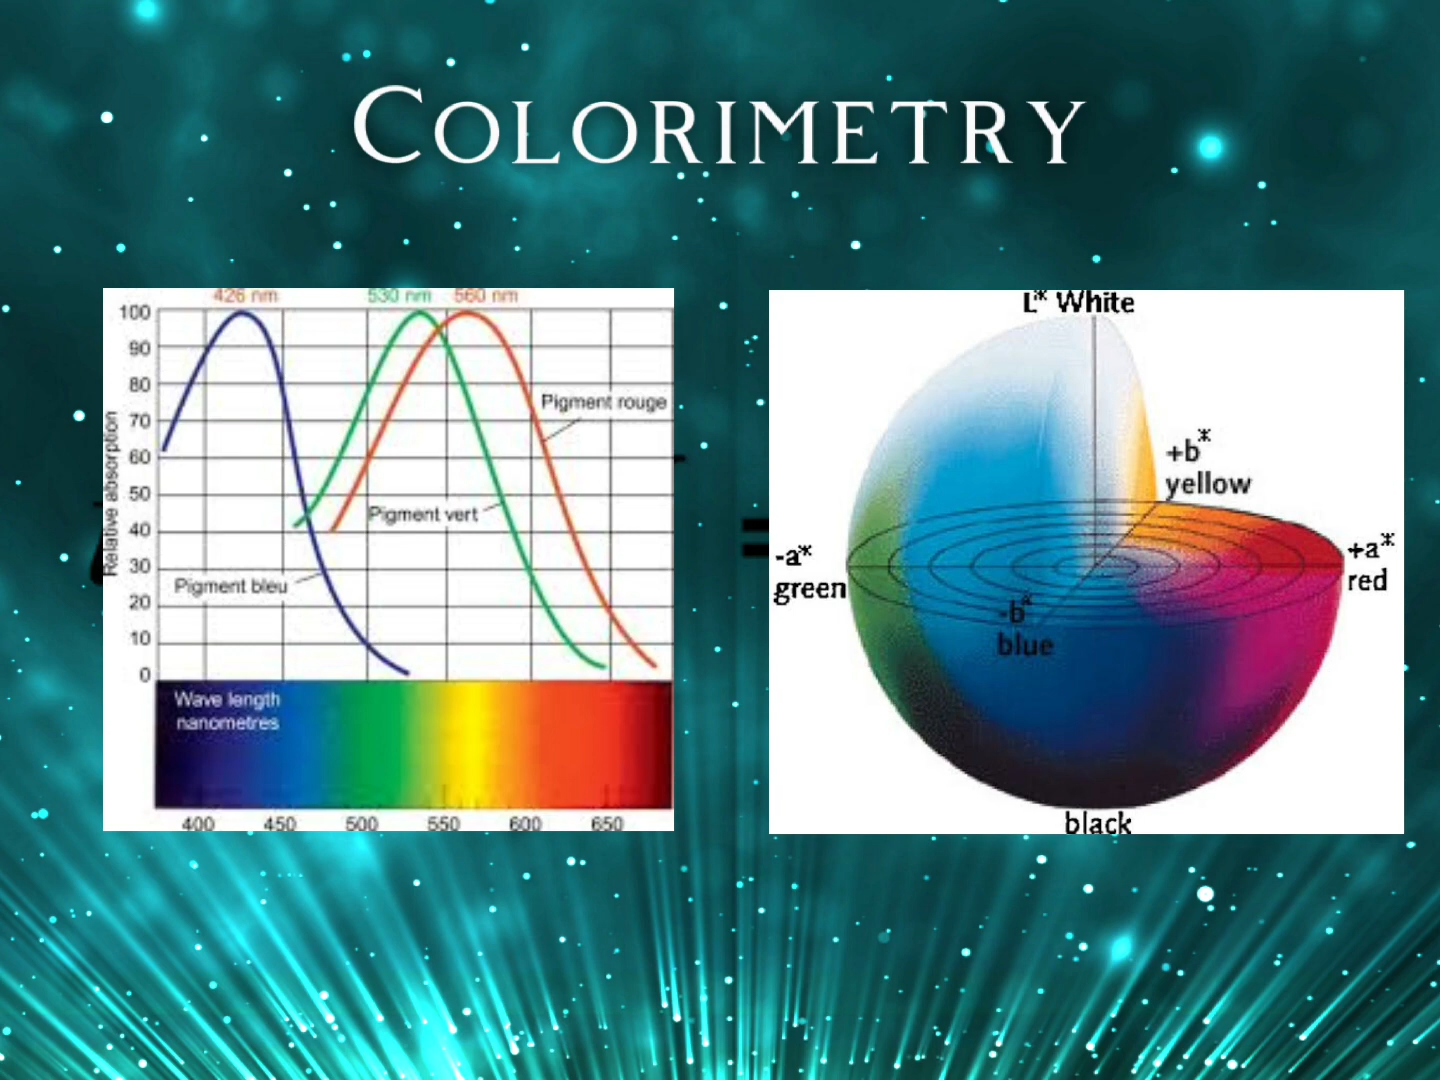 COLORIMETRY
426 nm 530 nm 560 nm
100
90
80
70
60
50
40
30
20
10
0
Relative absorption
Pigment rouge
Pigment vert
Pigment bleu
Wave length
nanometres
400 450 500 550 600 650
L* White
+b*
yellow
-a*
green
+a*
red
-b*
blue
black
=